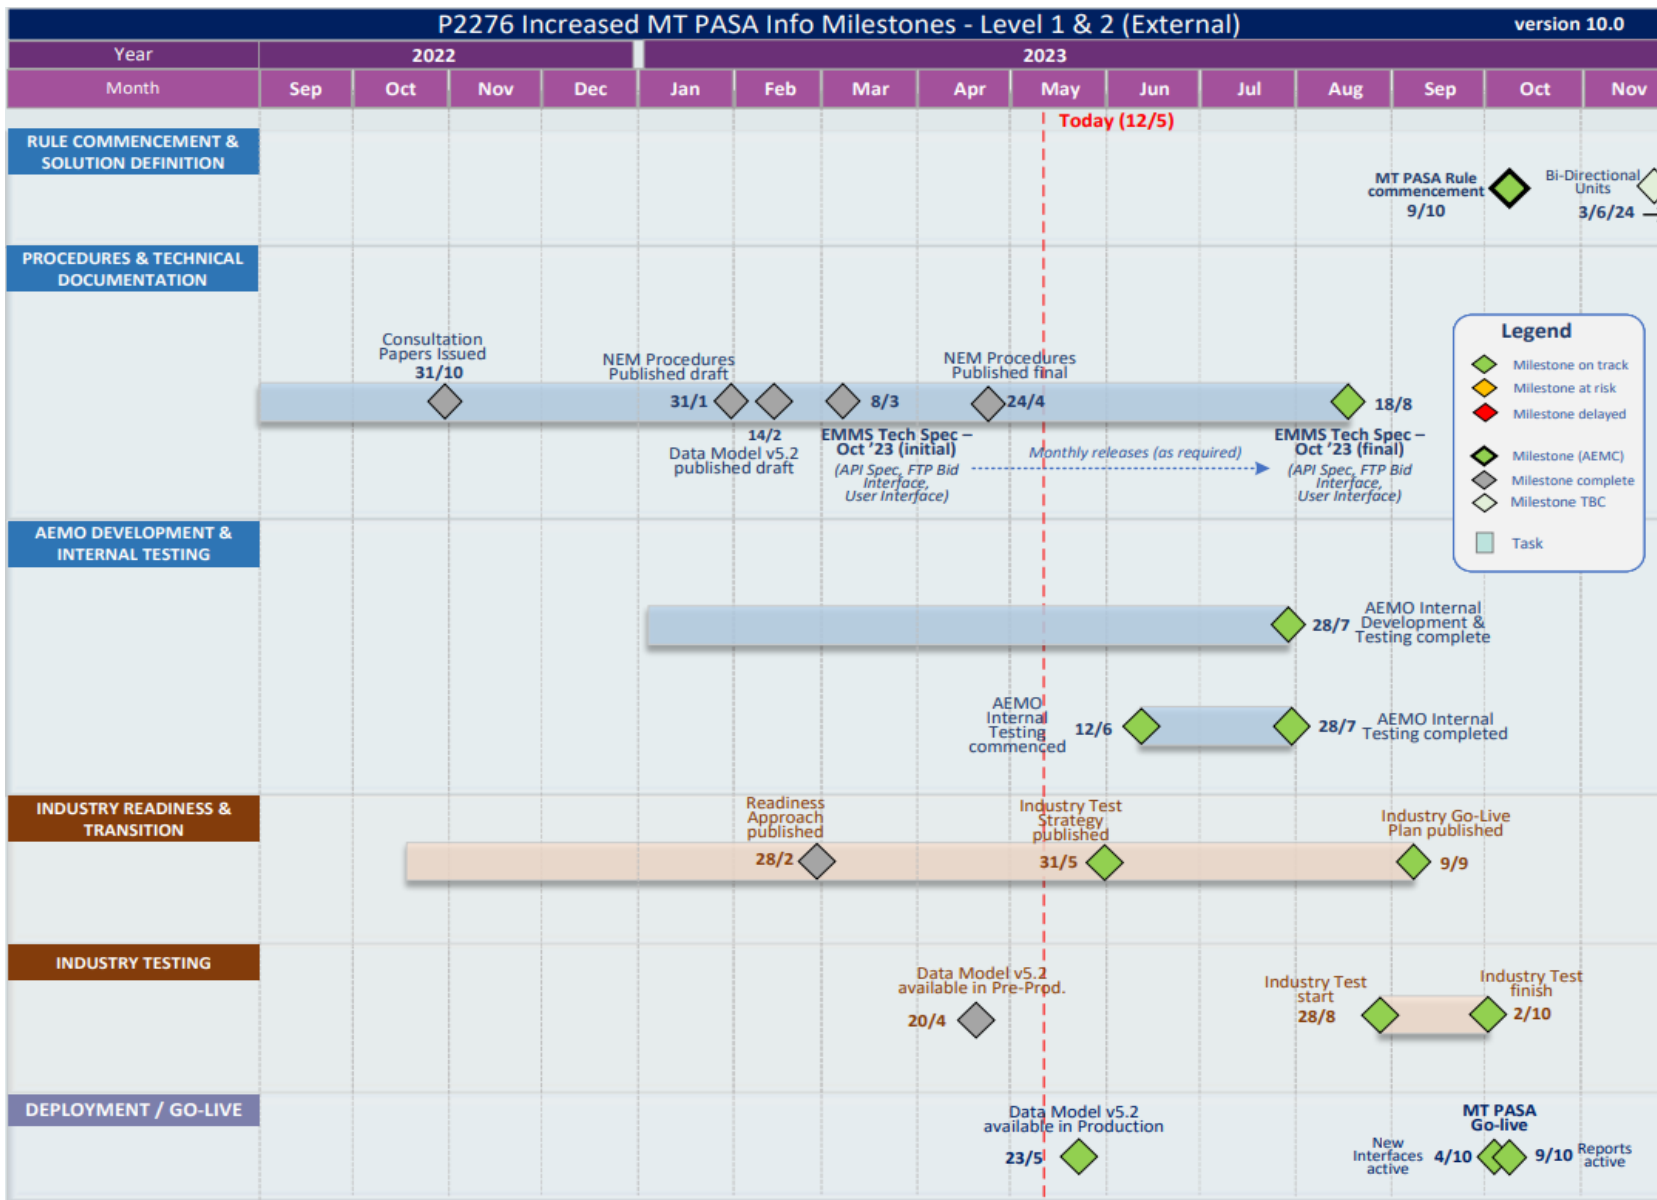 P2276 Increased MT PASA Info Milestones - Level 1 & 2 (External)
version 10.0
Year
2022
2023
Month
Sep
Oct
Nov
Dec
Jan
Feb
Mar
Apr
May
Jun
Jul
Aug
Sep
Oct
Nov
Today (12/5)
RULE COMMENCEMENT &
SOLUTION DEFINITION
MT PASA Rule
commencement
9/10
Bi-Directional
Units
3/6/24
PROCEDURES & TECHNICAL
DOCUMENTATION
Consultation
Papers Issued
31/10
NEM Procedures
Published draft
31/1
14/2
Data Model v5.2
published draft
8/3
EMMS Tech Spec –
Oct '23 (initial)
(API Spec, FTP Bid
Interface,
User Interface)
NEM Procedures
Published final
24/4
Monthly releases (as required)
18/8
EMMS Tech Spec –
Oct '23 (final)
(API Spec, FTP Bid
Interface,
User Interface)
Legend
Milestone on track
Milestone at risk
Milestone delayed
Milestone (AEMC)
Milestone complete
Milestone TBC
Task
AEMO DEVELOPMENT &
INTERNAL TESTING
28/7
AEMO Internal
Development &
Testing complete
AEMO
Internal
Testing
commenced
12/6
28/7
AEMO Internal
Testing completed
INDUSTRY READINESS &
TRANSITION
Readiness
Approach
published
28/2
Industry Test
Strategy
published
31/5
Industry Go-Live
Plan published
9/9
INDUSTRY TESTING
Data Model v5.2
available in Pre-Prod.
20/4
Industry Test
start
28/8
Industry Test
finish
2/10
DEPLOYMENT / GO-LIVE
Data Model v5.2
available in Production
23/5
MT PASA
Go-live
New
Interfaces
active
4/10
9/10
Reports
active